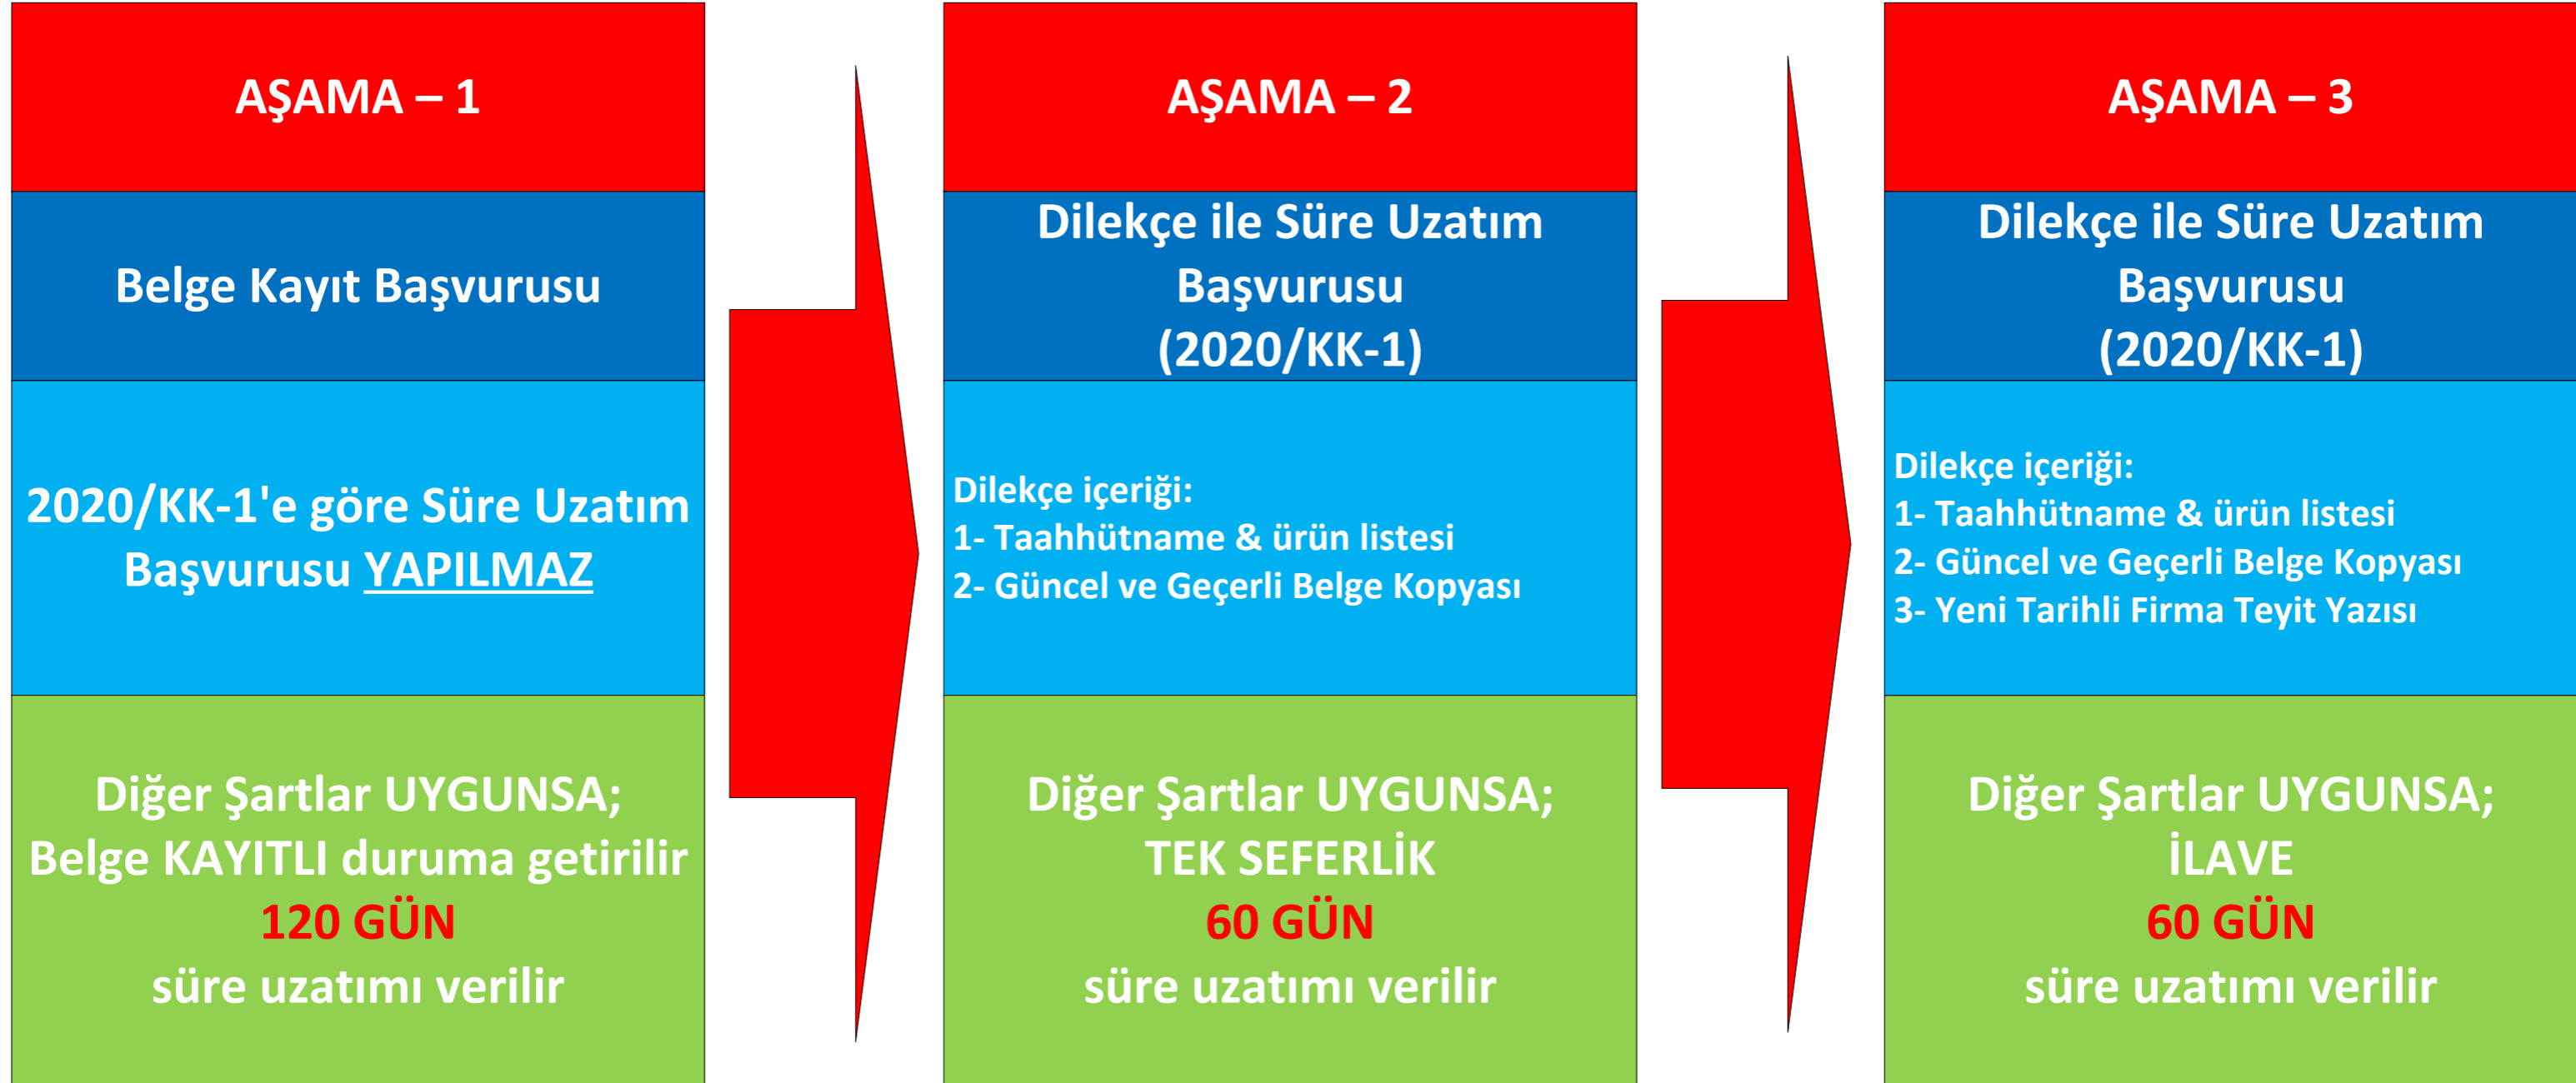 AŞAMA – 1
Belge Kayıt Başvurusu
2020/KK-1'e göre Süre Uzatım
Başvurusu YAPILMAZ
Diğer Şartlar UYGUNSA;
Belge KAYITLI duruma getirilir
120 GÜN
süre uzatımı verilir
AŞAMA – 2
Dilekçe ile Süre Uzatım
Başvurusu
(2020/KK-1)
Dilekçe içeriği:
1- Taahhütname & ürün listesi
2- Güncel ve Geçerli Belge Kopyası
Diğer Şartlar UYGUNSA;
TEK SEFERLİK
60 GÜN
süre uzatımı verilir
AŞAMA – 3
Dilekçe ile Süre Uzatım
Başvurusu
(2020/KK-1)
Dilekçe içeriği:
1- Taahhütname & ürün listesi
2- Güncel ve Geçerli Belge Kopyası
3- Yeni Tarihli Firma Teyit Yazısı
Diğer Şartlar UYGUNSA;
İLAVE
60 GÜN
süre uzatımı verilir